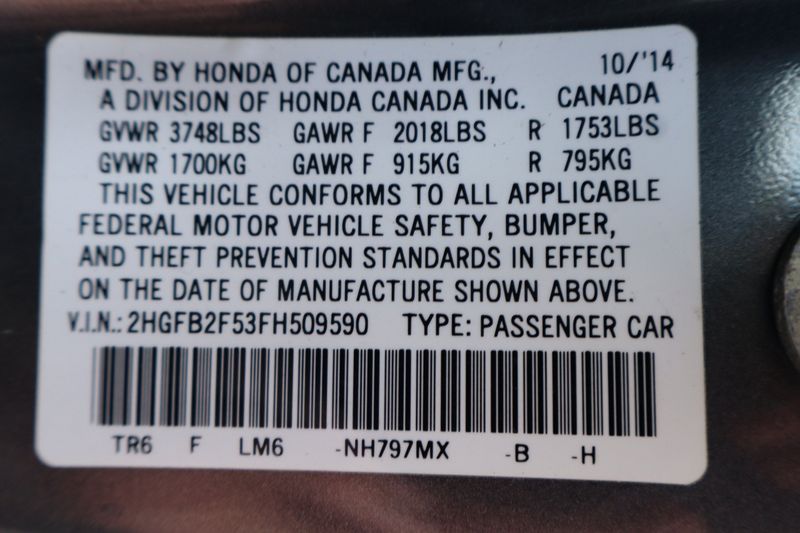 MFD. BY HONDA OF CANADA MFG., 10/'14
A DIVISION OF HONDA CANADA INC. CANADA
GVWR 3748LBS GAWR F 2018LBS R 1753LBS
GVWR 1700KG GAWR F 915KG R 795KG
THIS VEHICLE CONFORMS TO ALL APPLICABLE
FEDERAL MOTOR VEHICLE SAFETY, BUMPER,
AND THEFT PREVENTION STANDARDS IN EFFECT
ON THE DATE OF MANUFACTURE SHOWN ABOVE.
V.I.N.: 2HGFB2F53FH509590 TYPE: PASSENGER CAR
TR6 F LM6 -NH797MX -B -H